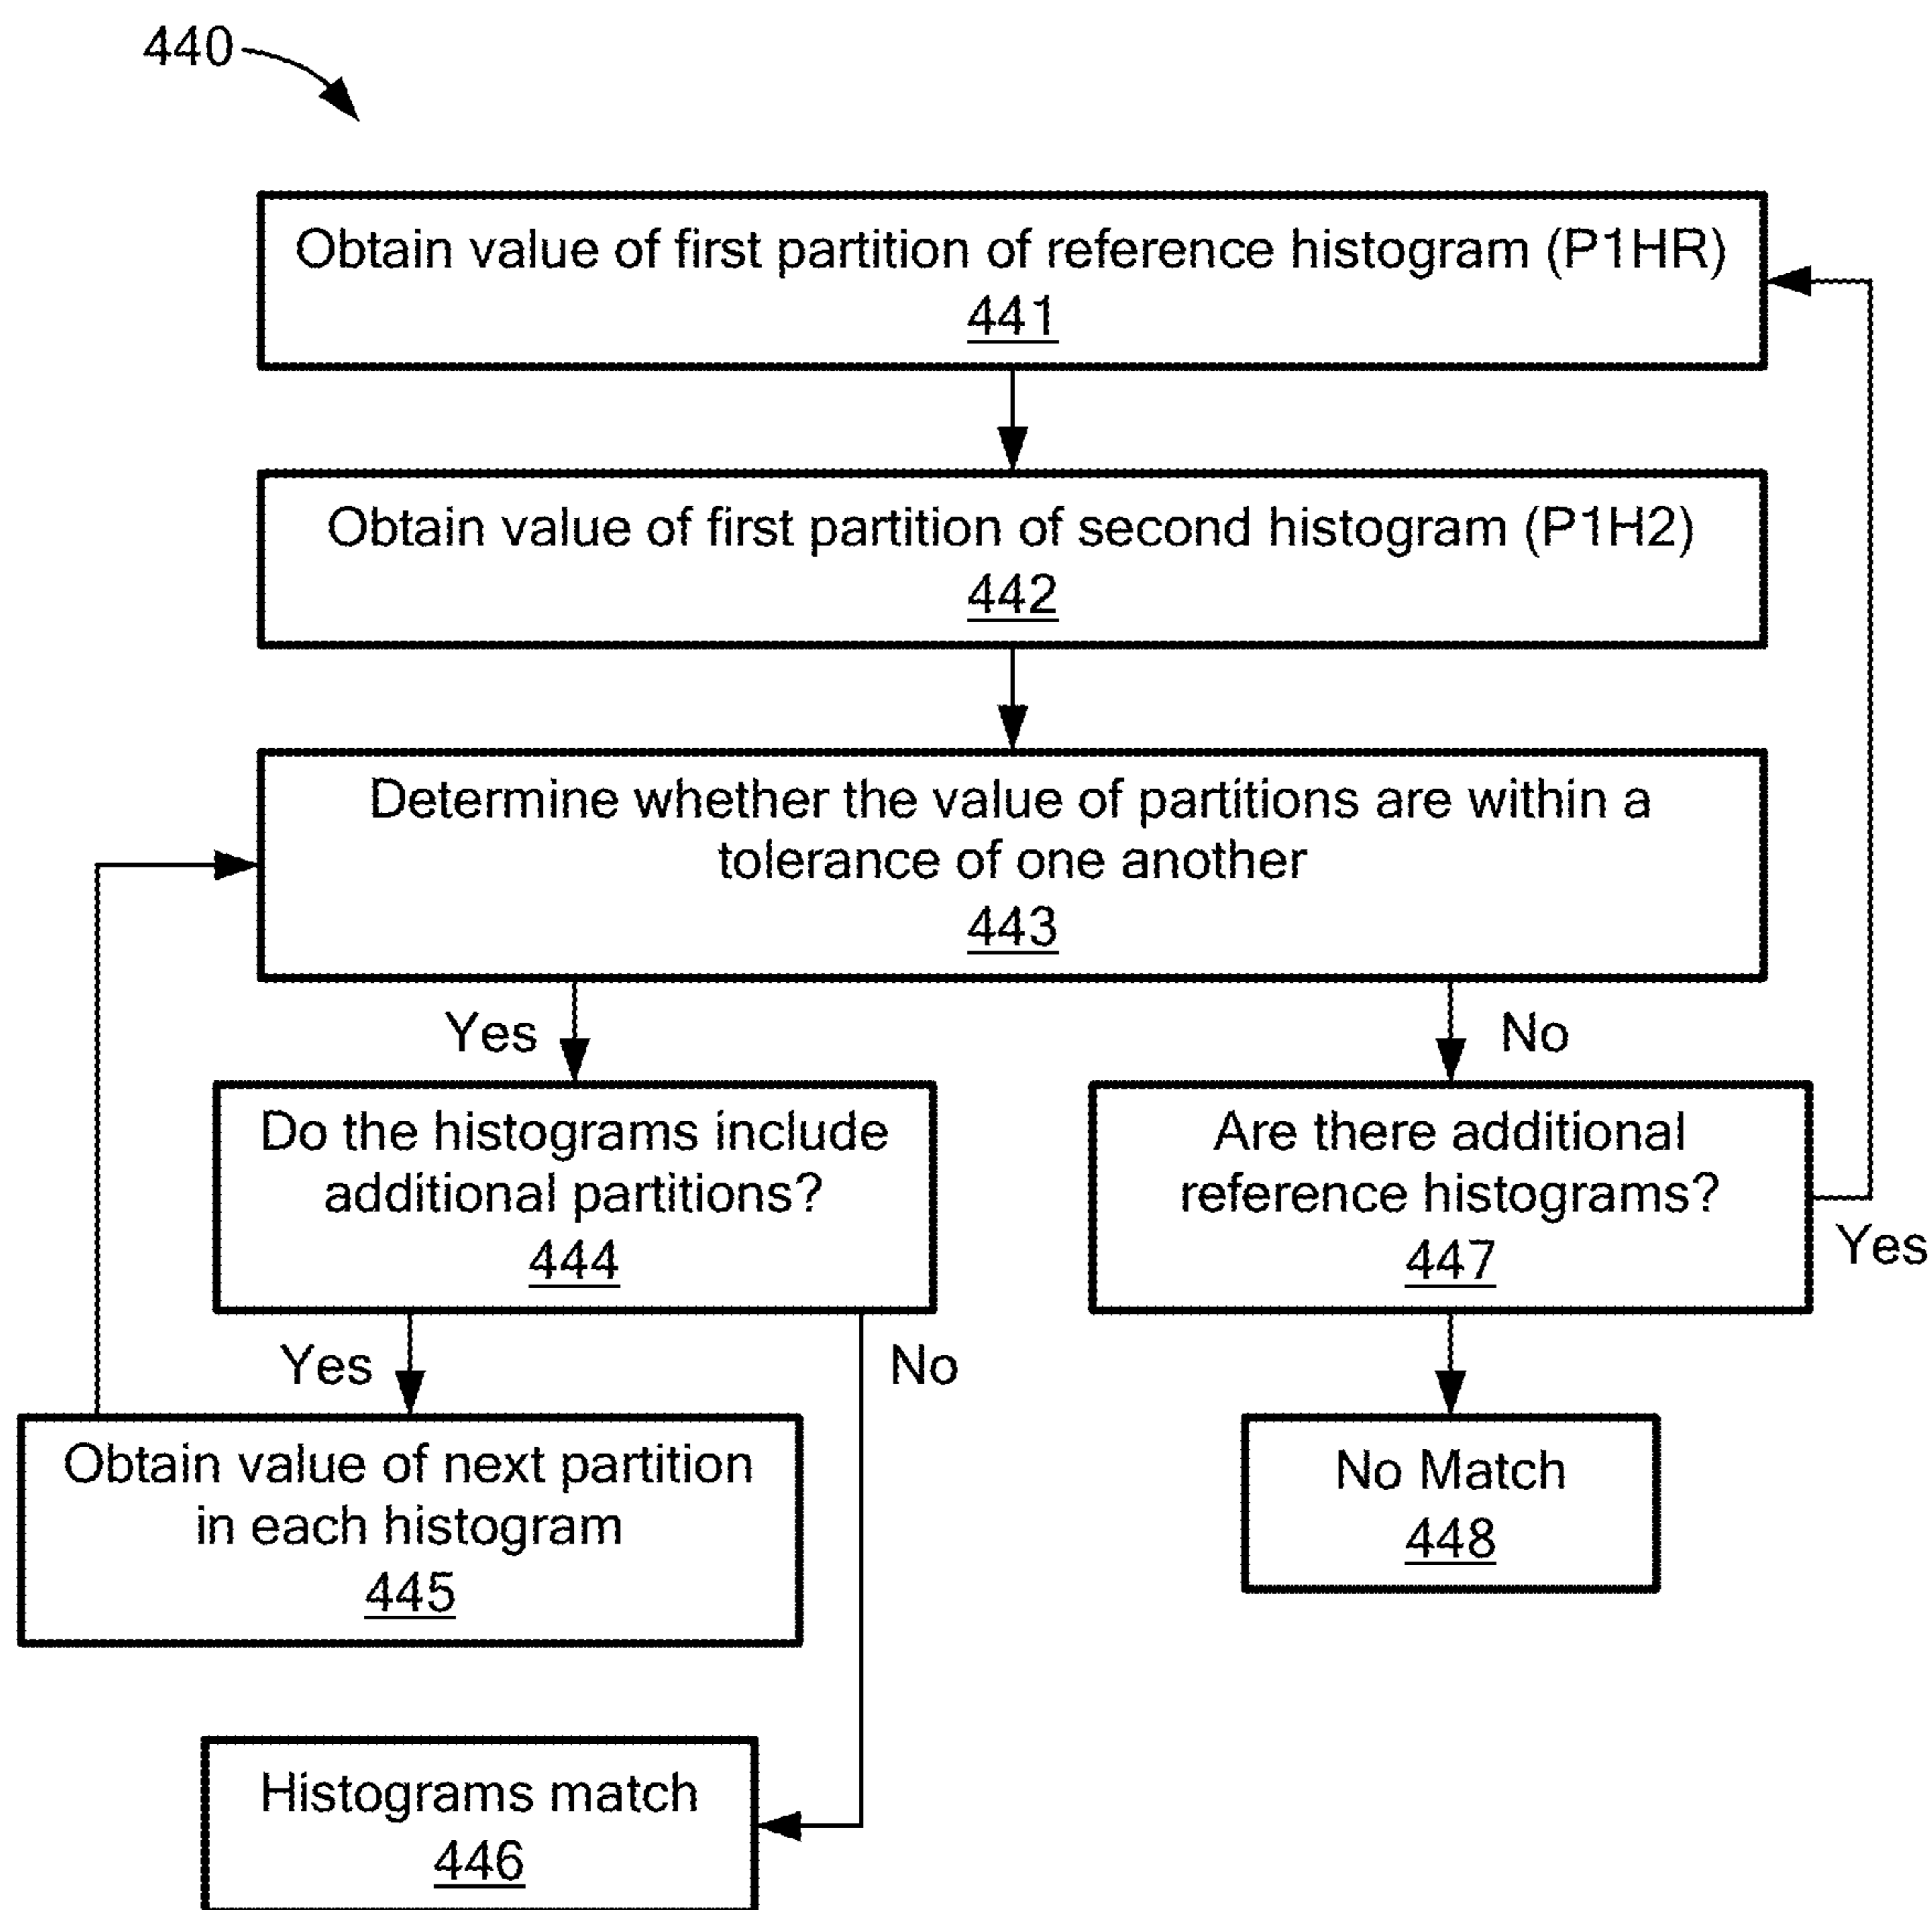 440
Obtain value of first partition of reference histogram (P1HR)
441
Obtain value of first partition of second histogram (P1H2)
442
Determine whether the value of partitions are within a
tolerance of one another
443
Yes
No
Do the histograms include
additional partitions?
444
Are there additional
reference histograms?
447
Yes
Yes
No
Obtain value of next partition
in each histogram
445
No Match
448
Histograms match
446